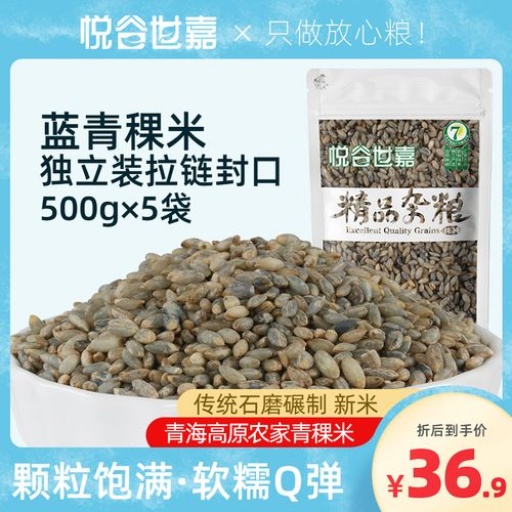 悦谷世嘉 × 只做放心粮！
蓝青稞米
独立装拉链封口
500g×5袋
悦谷世嘉
7
精品杂粮
Excellent Quality Grains
传统石磨碾制 新米
青海高原农家青稞米
折后到手价
¥36.9
颗粒饱满·软糯Q弹